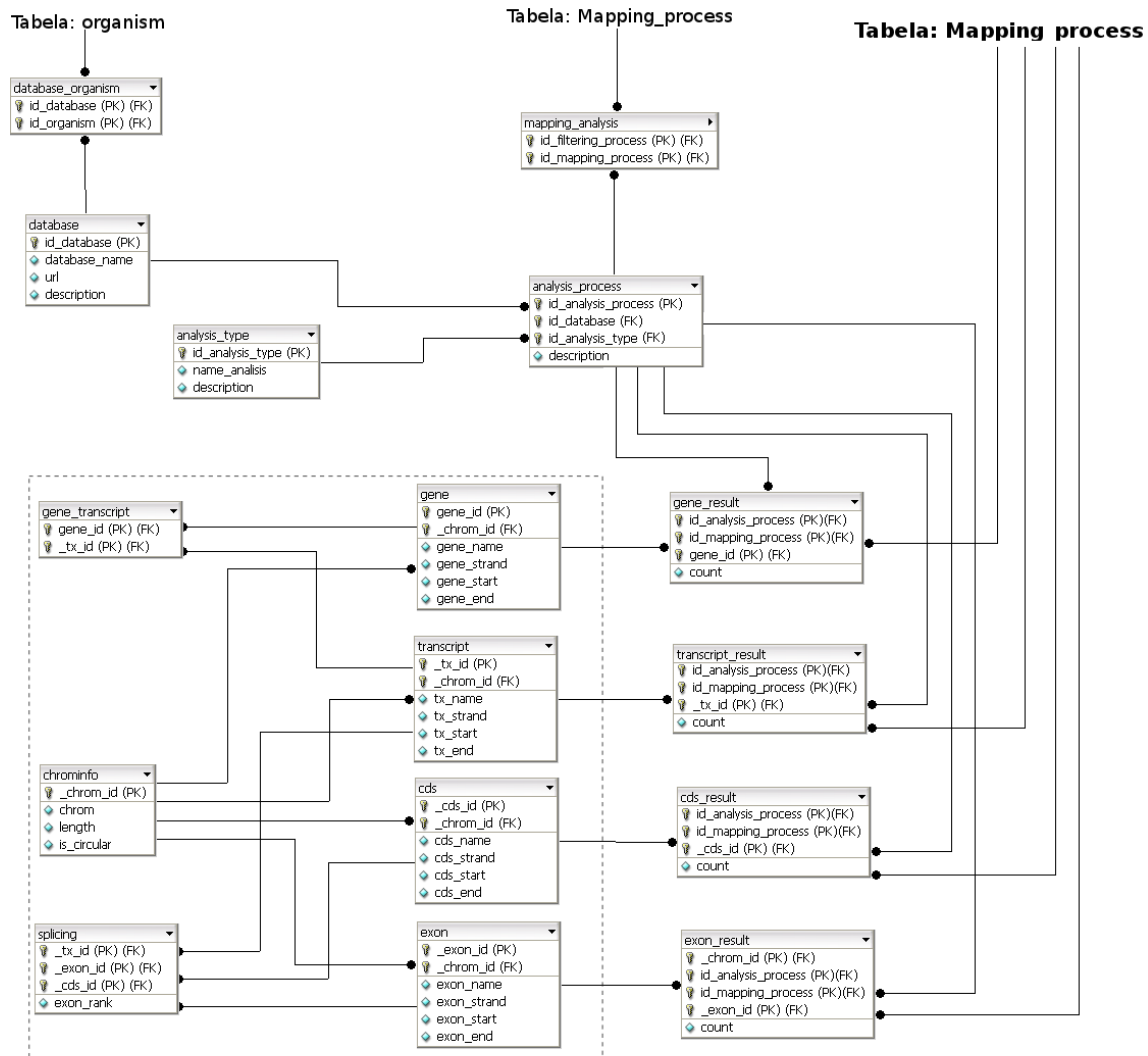 Tabela: organism
Tabela: Mapping_process
Tabela: Mapping_process
database_organism
id_database (PK) (FK)
id_organism (PK) (FK)
mapping_analysis
id_filtering_process (PK) (FK)
id_mapping_process (PK) (FK)
database
id_database (PK)
database_name
url
description
analysis_process
id_analysis_process (PK)
id_database (FK)
id_analysis_type (FK)
description
analysis_type
id_analysis_type (PK)
name_analisis
description
gene_transcript
gene_id (PK) (FK)
_tx_id (PK) (FK)
gene
gene_id (PK)
_chrom_id (FK)
gene_name
gene_strand
gene_start
gene_end
gene_result
id_analysis_process (PK)(FK)
id_mapping_process (PK)(FK)
gene_id (PK) (FK)
count
transcript
_tx_id (PK)
_chrom_id (FK)
tx_name
tx_strand
tx_start
tx_end
transcript_result
id_analysis_process (PK)(FK)
id_mapping_process (PK)(FK)
_tx_id (PK) (FK)
count
chrominfo
_chrom_id (PK)
chrom
length
is_circular
cds
_cds_id (PK)
_chrom_id (FK)
cds_name
cds_strand
cds_start
cds_end
cds_result
id_analysis_process (PK)(FK)
id_mapping_process (PK)(FK)
_cds_id (PK) (FK)
count
splicing
_tx_id (PK) (FK)
_exon_id (PK) (FK)
_cds_id (PK) (FK)
exon_rank
exon
_exon_id (PK)
_chrom_id (FK)
exon_name
exon_strand
exon_start
exon_end
exon_result
_chrom_id (PK) (FK)
id_analysis_process (PK)(FK)
id_mapping_process (PK)(FK)
_exon_id (PK) (FK)
count